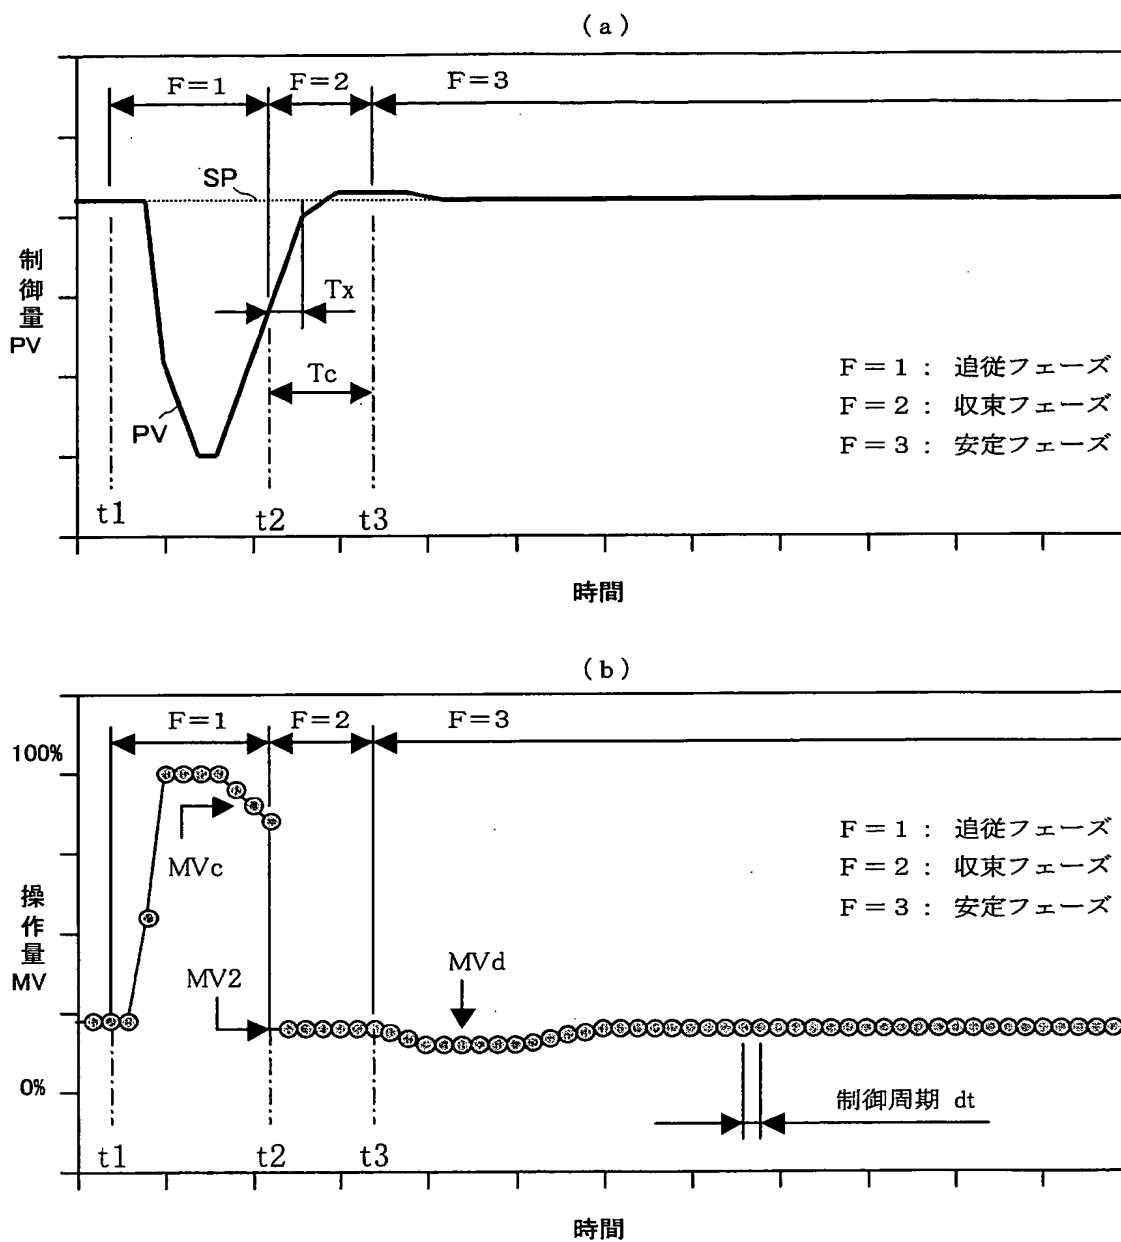 (a)
F=1
F=2
F=3
SP
制御量
PV
Tx
Tc
PV
F=1: 追従フェーズ
F=2: 収束フェーズ
F=3: 安定フェーズ
t1
t2
t3
時間
(b)
F=1
F=2
F=3
100%
MVc
F=1: 追従フェーズ
F=2: 収束フェーズ
F=3: 安定フェーズ
操作量
MV
MV2
MVd
0%
制御周期 dt
t1
t2
t3
時間